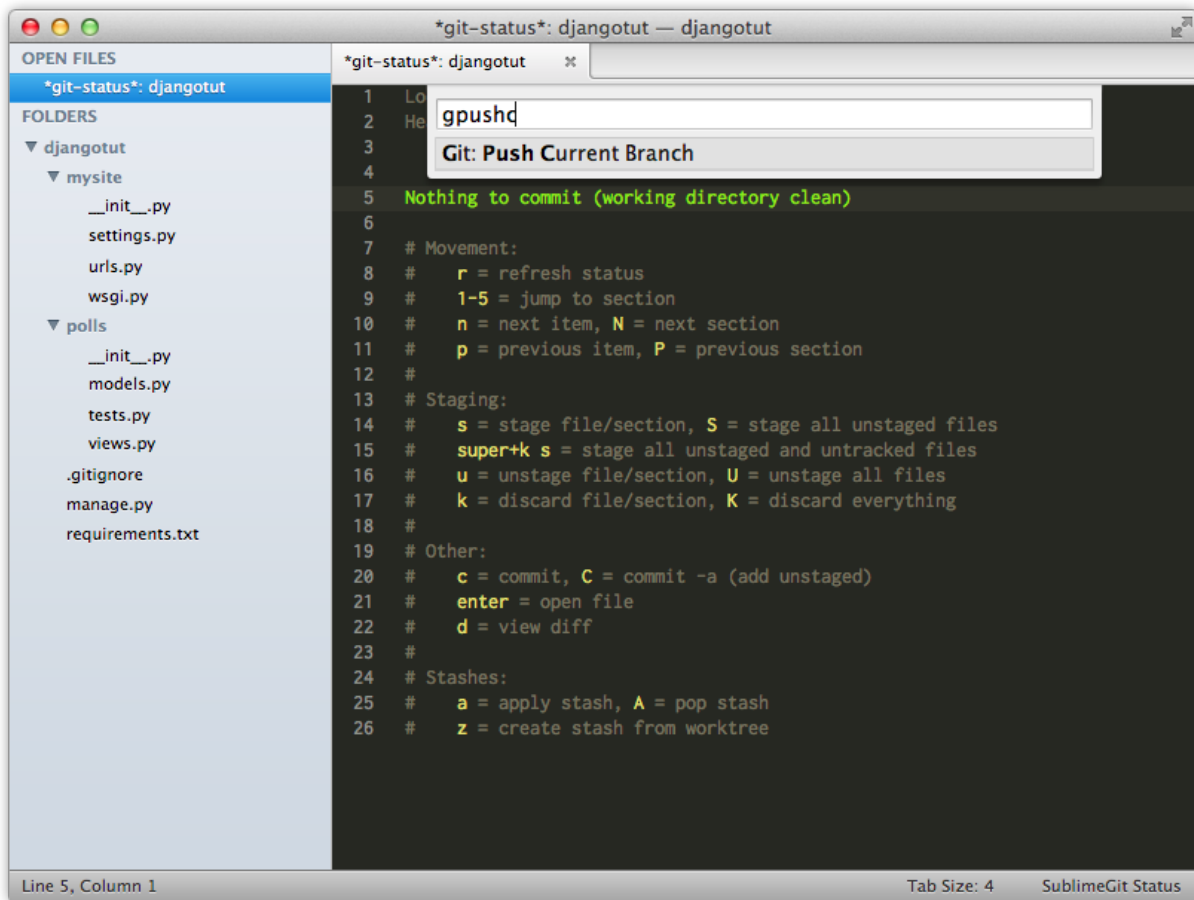 *git-status*: djangotut — djangotut
OPEN FILES
*git-status*: djangotut
FOLDERS
djangotut
mysite
__init__.py
settings.py
urls.py
wsgi.py
polls
__init__.py
models.py
tests.py
views.py
.gitignore
manage.py
requirements.txt
*git-status*: djangotut
gpushc
Git: Push Current Branch
1 Lo
2 He
3
4
5 Nothing to commit (working directory clean)
6
7 # Movement:
8 #    r = refresh status
9 #    1-5 = jump to section
10 #    n = next item, N = next section
11 #    p = previous item, P = previous section
12 #
13 # Staging:
14 #    s = stage file/section, S = stage all unstaged files
15 #    super+k s = stage all unstaged and untracked files
16 #    u = unstage file/section, U = unstage all files
17 #    k = discard file/section, K = discard everything
18 #
19 # Other:
20 #    c = commit, C = commit -a (add unstaged)
21 #    enter = open file
22 #    d = view diff
23 #
24 # Stashes:
25 #    a = apply stash, A = pop stash
26 #    z = create stash from worktree
Line 5, Column 1
Tab Size: 4
SublimeGit Status